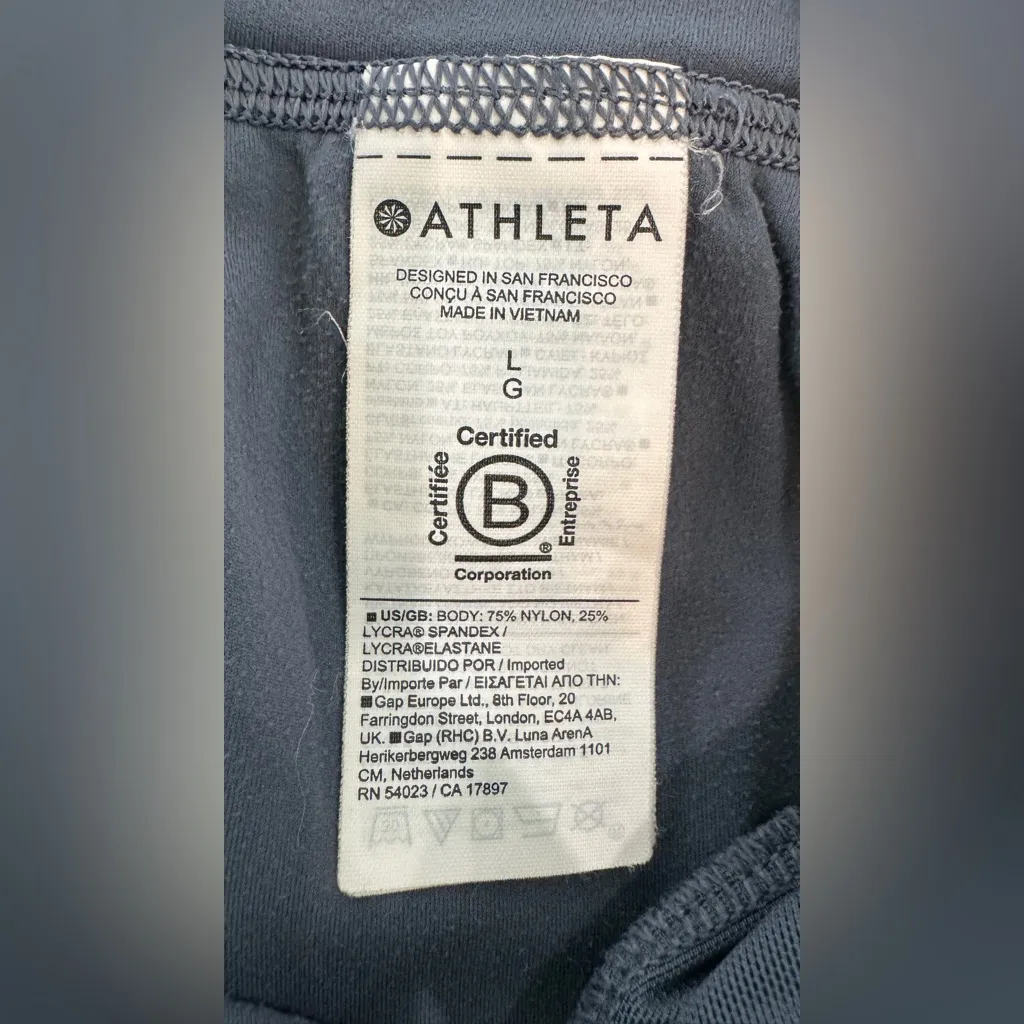 ATHLETA
DESIGNED IN SAN FRANCISCO
CONÇU À SAN FRANCISCO
MADE IN VIETNAM
L
G
Certified
Certifiée
B
Entreprise
®
Corporation
US/GB: BODY: 75% NYLON, 25%
LYCRA® SPANDEX /
LYCRA®ELASTANE
DISTRIBUIDO POR / Imported
By/Importe Par / ΕΙΣΑΓΕΤΑΙ ΑΠΟ ΤΗΝ:
Gap Europe Ltd., 8th Floor, 20
Farringdon Street, London, EC4A 4AB,
UK. Gap (RHC) B.V. Luna ArenA
Herikerbergweg 238 Amsterdam 1101
CM, Netherlands
RN 54023 / CA 17897